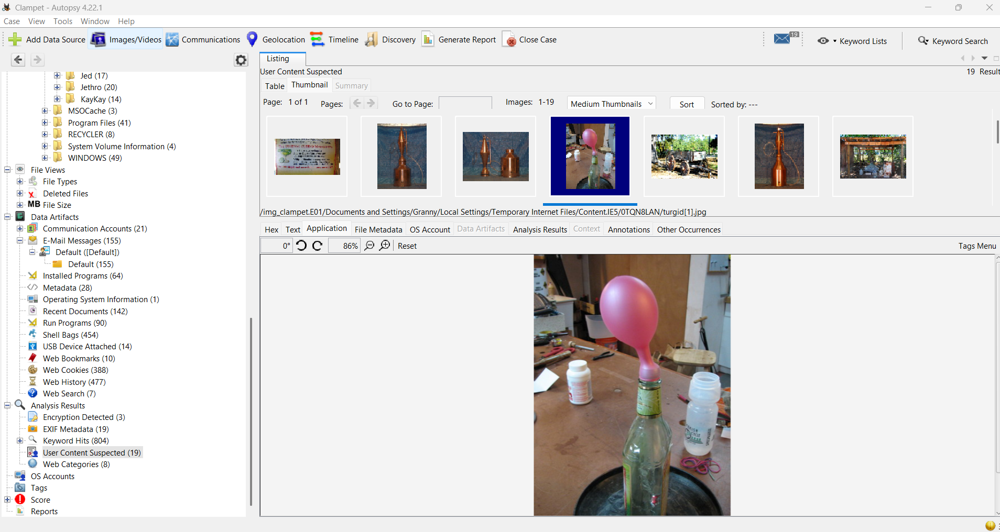 Clampet - Autopsy 4.22.1
Case View Tools Window Help
Add Data Source Images/Videos Communications Geolocation Timeline Discovery Generate Report Close Case 19 Keyword Lists Keyword Search
Listing
User Content Suspected 19 Result
Table Thumbnail Summary
Page: 1 of 1 Pages: Go to Page: Images: 1-19 Medium Thumbnails Sort Sorted by: ---
/img_clampet.E01/Documents and Settings/Granny/Local Settings/Temporary Internet Files/Content.IE5/0TQN8LAN/turgid[1].jpg
Hex Text Application File Metadata OS Account Data Artifacts Analysis Results Context Annotations Other Occurrences
0° 86% Reset Tags Menu
Jed (17)
Jethro (20)
KayKay (14)
MSOCache (3)
Program Files (41)
RECYCLER (8)
System Volume Information (4)
WINDOWS (49)
File Views
File Types
Deleted Files
MB File Size
Data Artifacts
Communication Accounts (21)
E-Mail Messages (155)
Default ([Default])
Default (155)
Installed Programs (64)
Metadata (28)
Operating System Information (1)
Recent Documents (142)
Run Programs (90)
Shell Bags (454)
USB Device Attached (14)
Web Bookmarks (10)
Web Cookies (388)
Web History (477)
Web Search (7)
Analysis Results
Encryption Detected (3)
EXIF Metadata (19)
Keyword Hits (804)
User Content Suspected (19)
Web Categories (8)
OS Accounts
Tags
Score
Reports